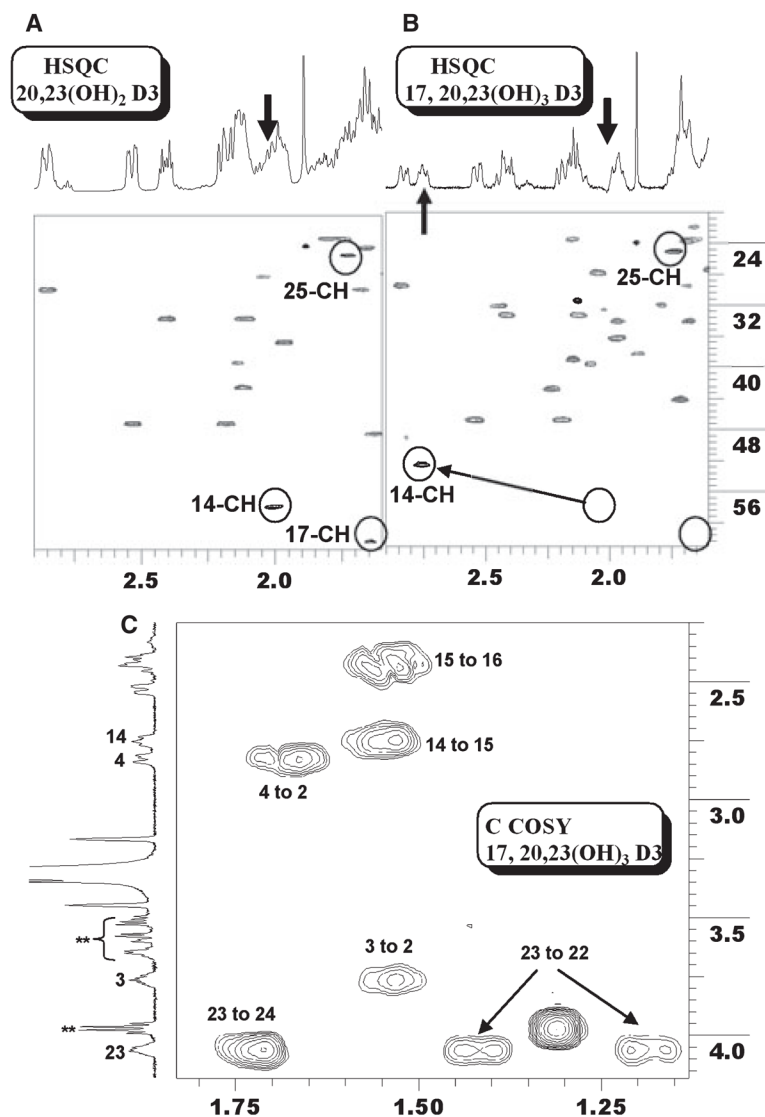 A
HSQC
20,23(OH)₂ D3
B
HSQC
17, 20,23(OH)₃ D3
25-CH
14-CH
17-CH
2.5
2.0
25-CH
14-CH
24
32
40
48
56
2.5
2.0
C
15 to 16
14
4
14 to 15
4 to 2
2.5
3.0
C COSY
17, 20,23(OH)₃ D3
**
3
**
23
3 to 2
23 to 22
23 to 24
3.5
4.0
1.75
1.50
1.25